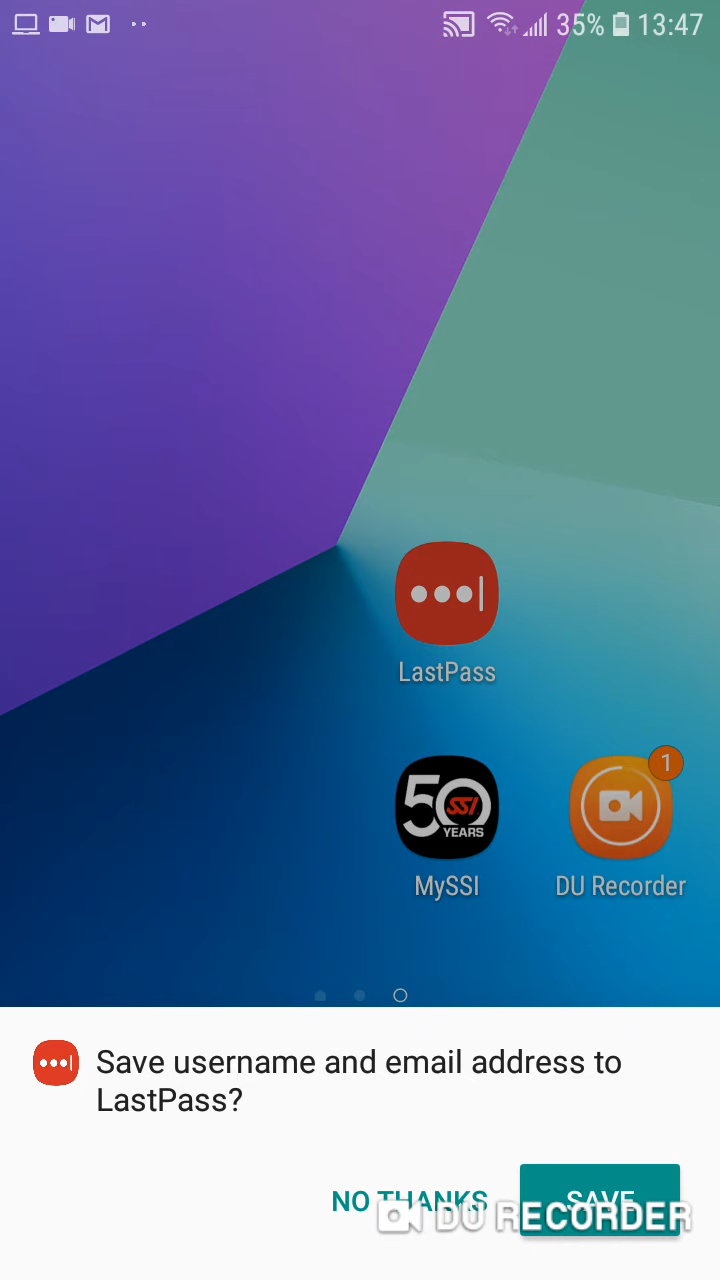 35% 13:47
LastPass
50 SSI YEARS
1
MySSI
DU Recorder
Save username and email address to
LastPass?
NO THANKS
SAVE
DU RECORDER